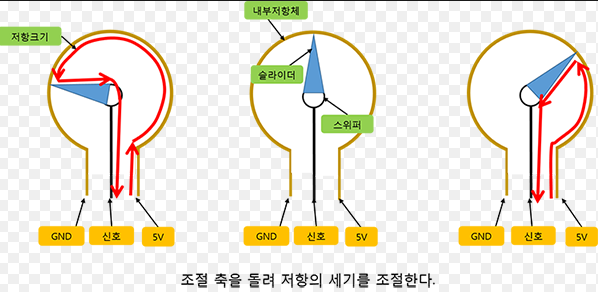 내부저항체
저항크기
슬라이더
스위퍼
GND 신호 5V
GND 신호 5V
GND 신호 5V
조절 축을 돌려 저항의 세기를 조절한다.